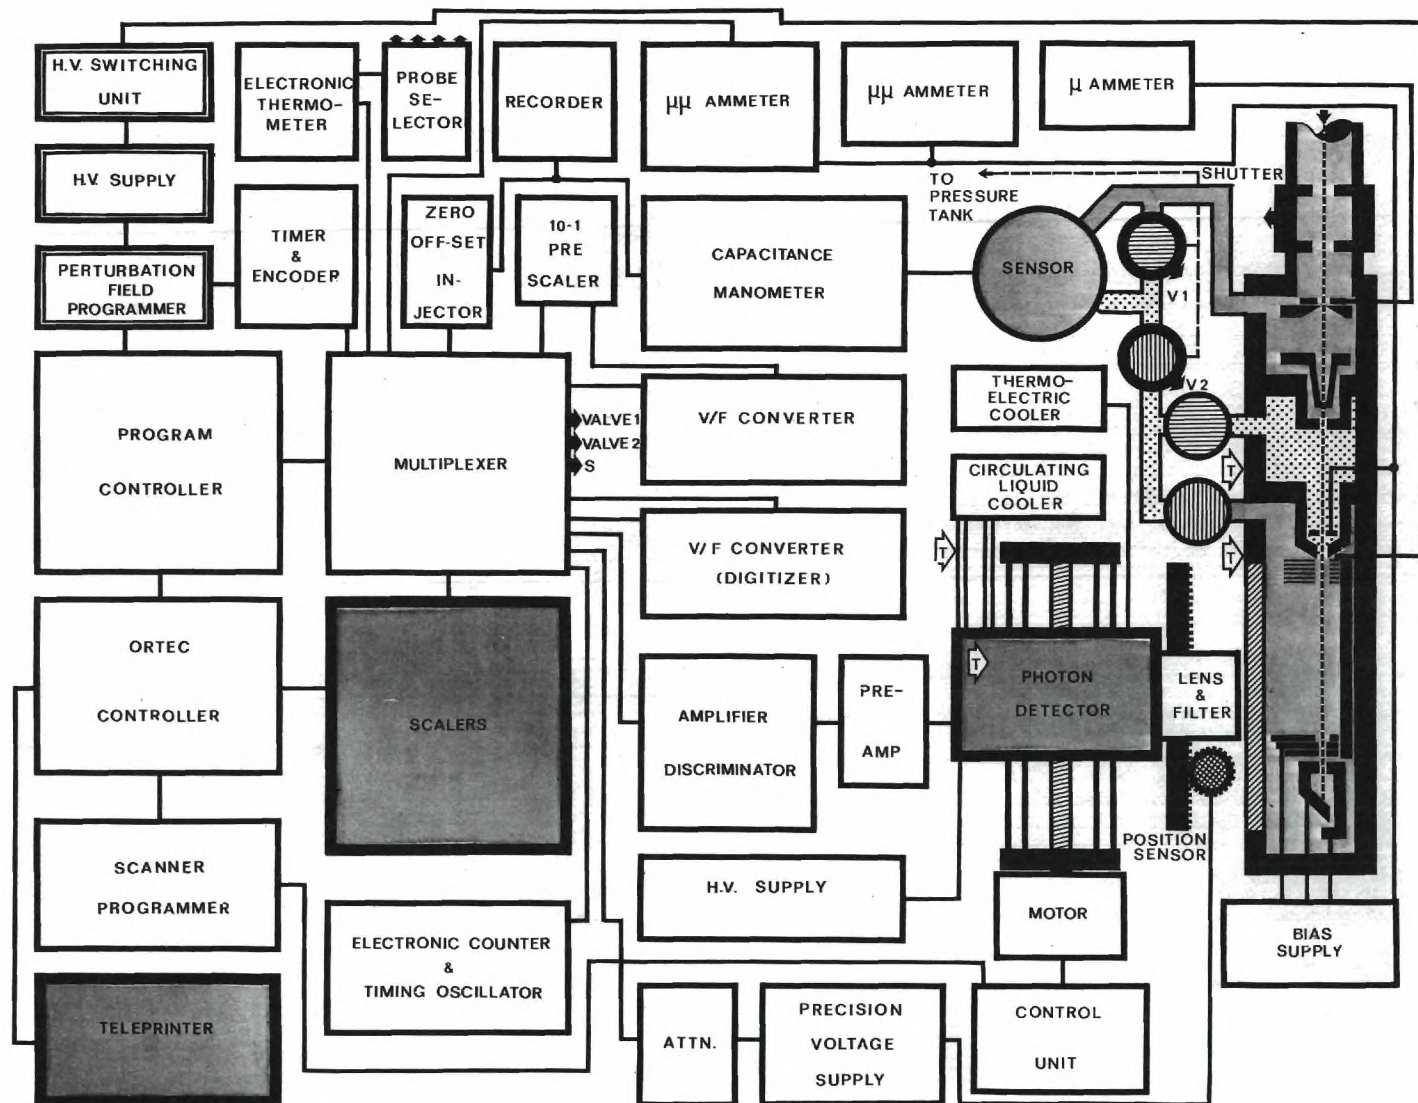 H.V. SWITCHING
UNIT
ELECTRONIC
THERMO-
METER
PROBE
SE-
LECTOR
RECORDER
μμ AMMETER
μμ AMMETER
μ AMMETER
H.V. SUPPLY
TIMER
&
ENCODER
ZERO
OFF-SET
IN-
JECTOR
10-1
PRE
SCALER
CAPACITANCE
MANOMETER
TO
PRESSURE
TANK
SHUTTER
SENSOR
V1
V2
PERTURBATION
FIELD
PROGRAMMER
PROGRAM
CONTROLLER
MULTIPLEXER
VALVE1
VALVE2
S
V/F CONVERTER
THERMO-
ELECTRIC
COOLER
CIRCULATING
LIQUID
COOLER
T
T
T
T
V/F CONVERTER
(DIGITIZER)
ORTEC
CONTROLLER
SCALERS
AMPLIFIER
DISCRIMINATOR
PRE-
AMP
PHOTON
DETECTOR
LENS
&
FILTER
POSITION
SENSOR
SCANNER
PROGRAMMER
ELECTRONIC COUNTER
&
TIMING OSCILLATOR
H.V. SUPPLY
MOTOR
BIAS
SUPPLY
TELEPRINTER
ATTN.
PRECISION
VOLTAGE
SUPPLY
CONTROL
UNIT